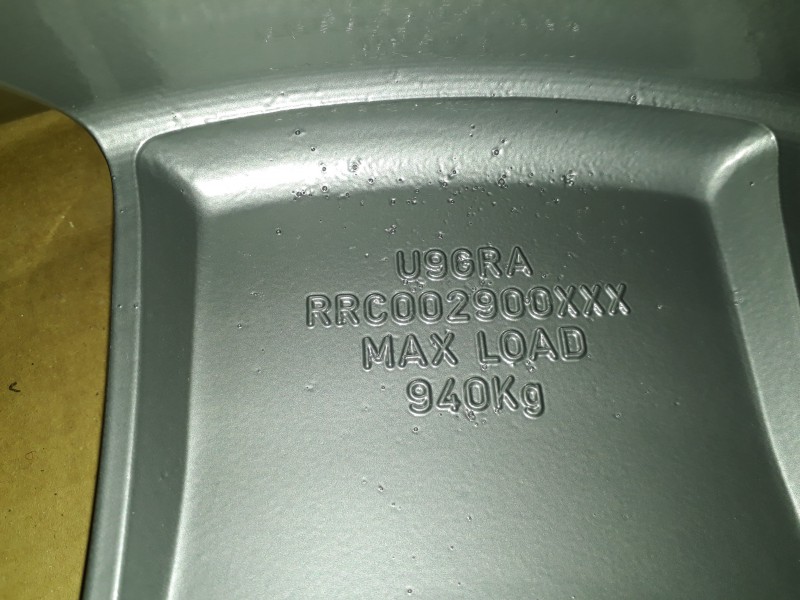 U9GRA
RRC002900XXX
MAX LOAD
940Kg